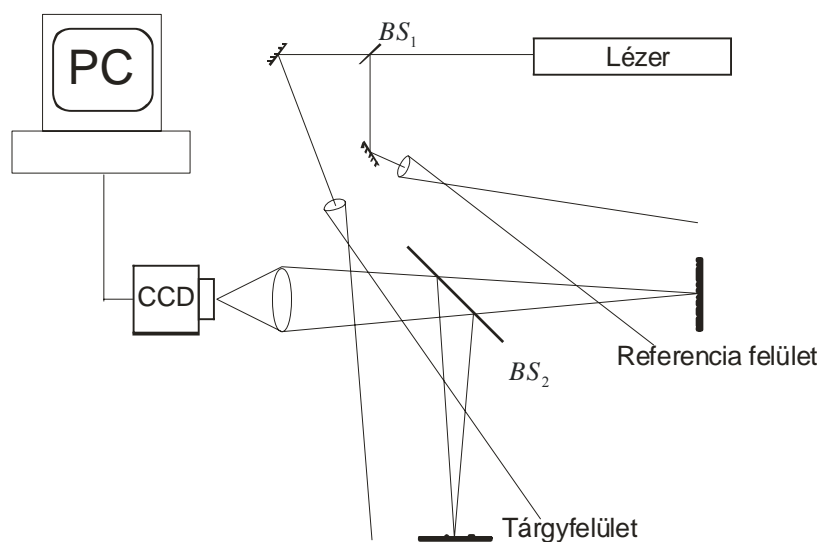 PC
BS₁
Lézer
CCD
Referencia felület
BS₂
Tárgyfelület